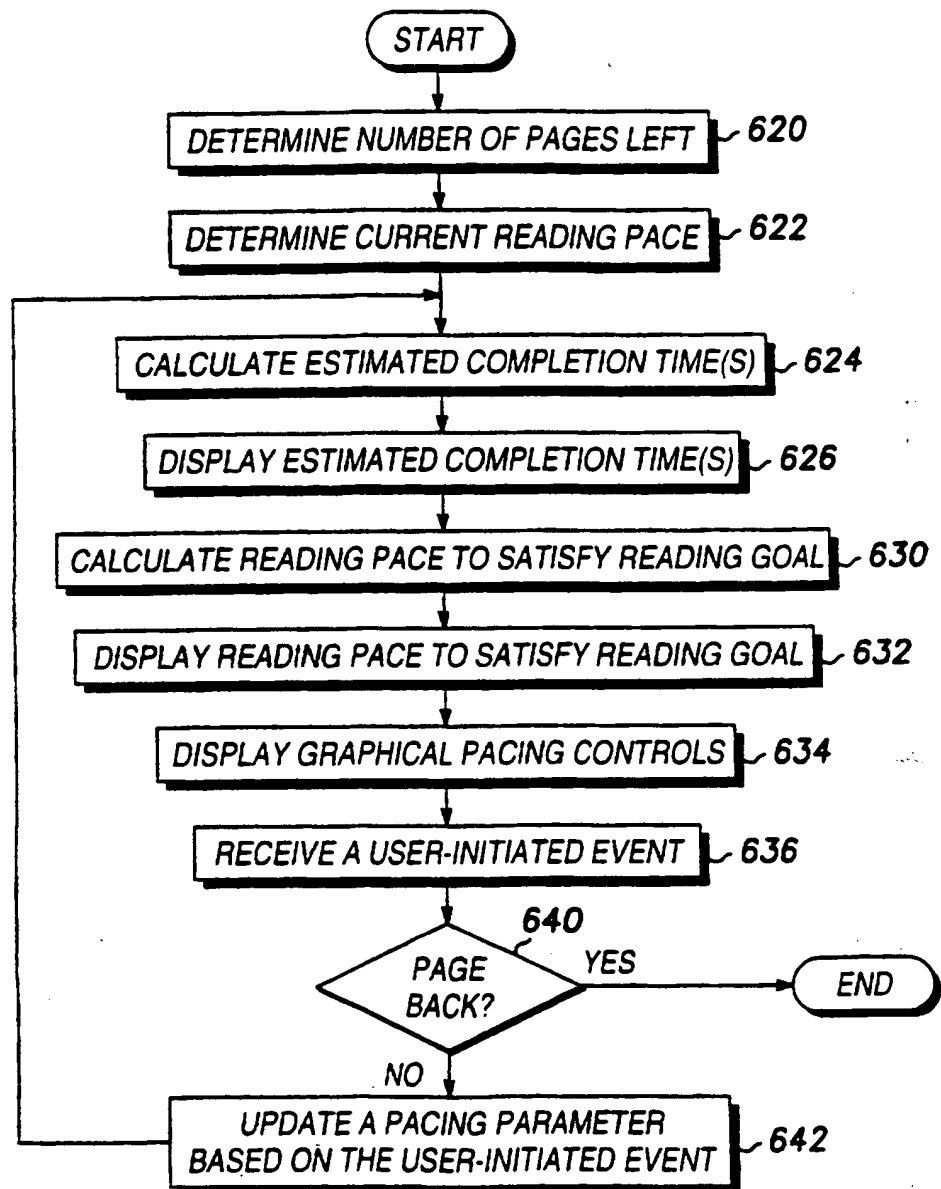 START
DETERMINE NUMBER OF PAGES LEFT 620
DETERMINE CURRENT READING PACE 622
CALCULATE ESTIMATED COMPLETION TIME(S) 624
DISPLAY ESTIMATED COMPLETION TIME(S) 626
CALCULATE READING PACE TO SATISFY READING GOAL 630
DISPLAY READING PACE TO SATISFY READING GOAL 632
DISPLAY GRAPHICAL PACING CONTROLS 634
RECEIVE A USER-INITIATED EVENT 636
640
PAGE
BACK?
YES
END
NO
UPDATE A PACING PARAMETER
BASED ON THE USER-INITIATED EVENT 642